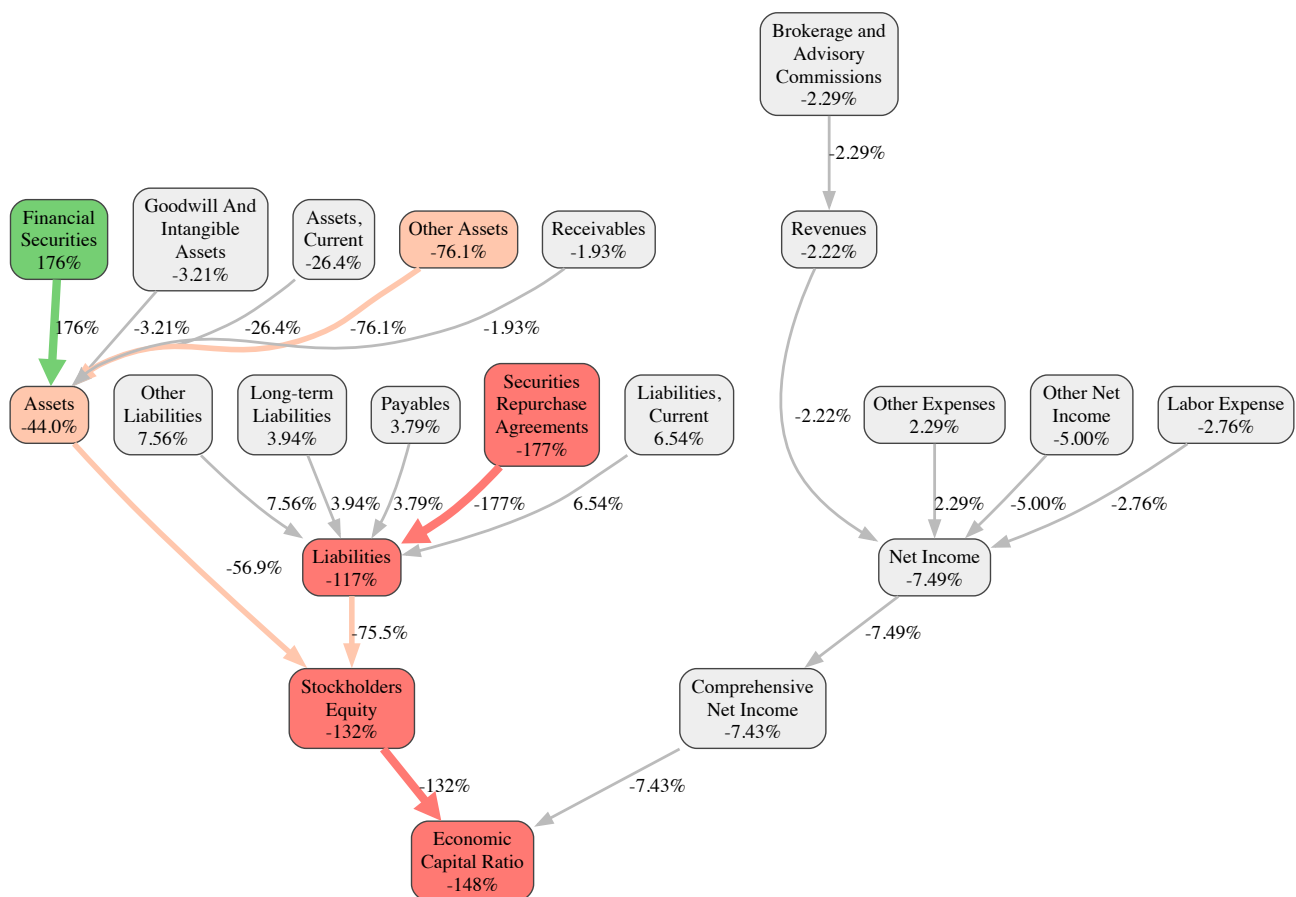 Brokerage and
Advisory
Commissions
-2.29%
-2.29%
Financial
Securities
176%
Goodwill And
Intangible
Assets
-3.21%
Assets,
Current
-26.4%
Other Assets
-76.1%
Receivables
-1.93%
Revenues
-2.22%
176%
-3.21%
-26.4%
-76.1%
-1.93%
Assets
-44.0%
Other
Liabilities
7.56%
Long-term
Liabilities
3.94%
Payables
3.79%
Securities
Repurchase
Agreements
-177%
Liabilities,
Current
6.54%
-2.22%
Other Expenses
2.29%
Other Net
Income
-5.00%
Labor Expense
-2.76%
7.56%
3.94%
3.79%
-177%
6.54%
2.29%
-5.00%
-2.76%
-56.9%
Liabilities
-117%
Net Income
-7.49%
-75.5%
-7.49%
Stockholders
Equity
-132%
Comprehensive
Net Income
-7.43%
-132%
-7.43%
Economic
Capital Ratio
-148%